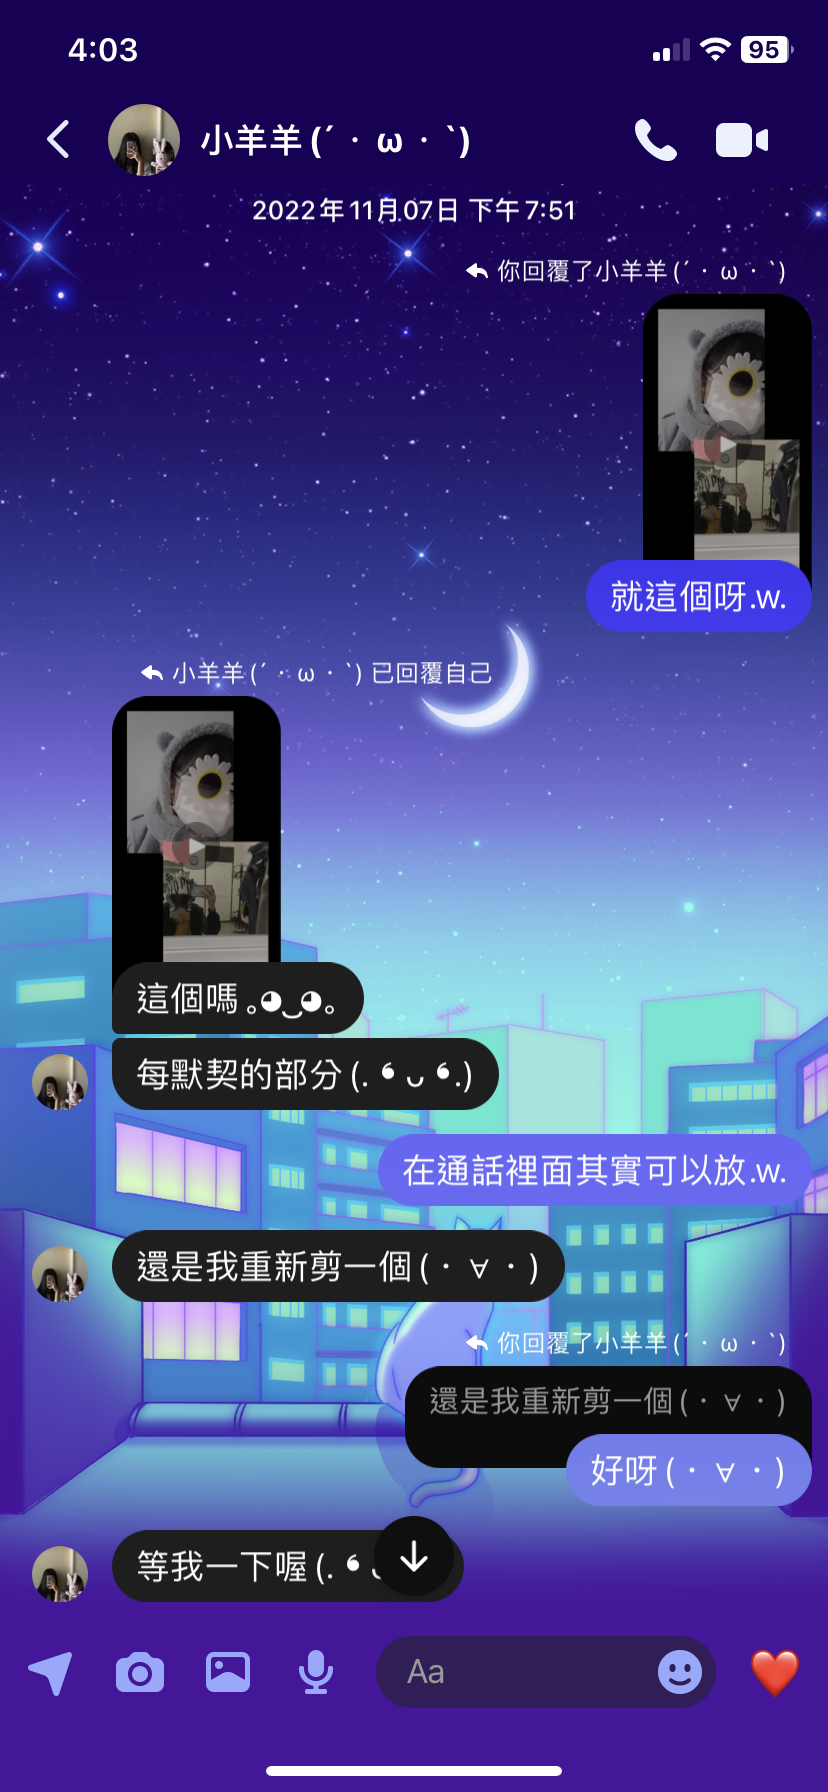 4:03
95
小羊羊 (´・ω・`)
2022年11月07日 下午7:51
你回覆了小羊羊 (´・ω・`)
就這個呀.w.
小羊羊 (´・ω・`) 已回覆自己
這個嗎 。◕‿◕。
每默契的部分 (. ❛ ᴗ ❛.)
在通話裡面其實可以放.w.
還是我重新剪一個 (・∀・)
你回覆了小羊羊 (´・ω・`)
還是我重新剪一個 (・∀・)
好呀 (・∀・)
等我一下喔 (. ❛ ᴗ
Aa